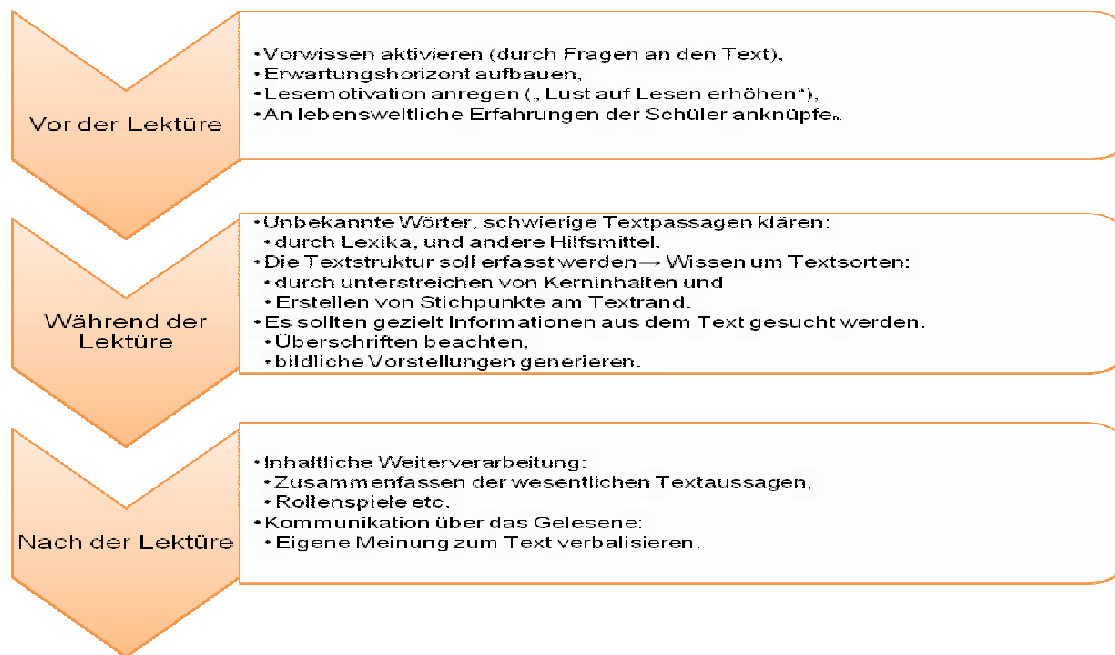 Vor der Lektüre
•Vorwissen aktivieren (durch Fragen an den Text),
•Erwartungshorizont aufbauen,
•Lesemotivation anregen („ Lust auf Lesen erhöhen“),
•An lebensweltliche Erfahrungen der Schüler anknüpfen.
Während der
Lektüre
•Unbekannte Wörter, schwierige Textpassagen klären:
•durch Lexika, und andere Hilfsmittel.
•Die Textstruktur soll erfasst werden→ Wissen um Textsorten:
•durch unterstreichen von Kerninhalten und
•Erstellen von Stichpunkte am Textrand.
•Es sollten gezielt Informationen aus dem Text gesucht werden.
•Überschriften beachten,
•bildliche Vorstellungen generieren.
Nach der Lektüre
•Inhaltliche Weiterverarbeitung:
•Zusammenfassen der wesentlichen Textaussagen,
•Rollenspiele etc.
•Kommunikation über das Gelesene:
•Eigene Meinung zum Text verbalisieren.